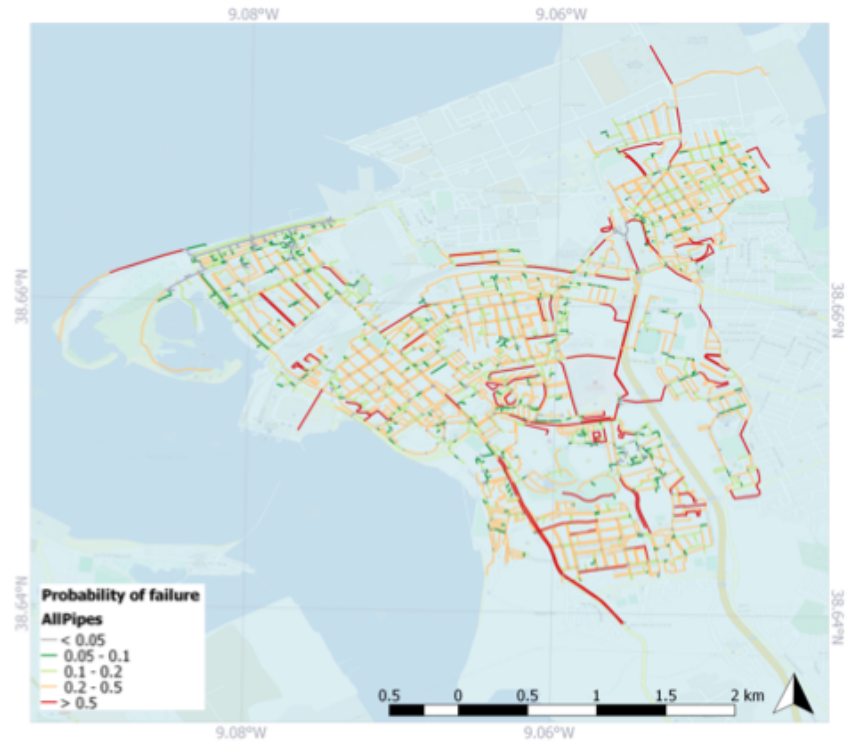 9.08°W 9.06°W
38.66°N
38.66°N
38.64°N
38.64°N
Probability of failure
AllPipes
< 0.05
0.05 - 0.1
0.1 - 0.2
0.2 - 0.5
> 0.5
0.5 0 0.5 1 1.5 2 km
9.08°W 9.06°W